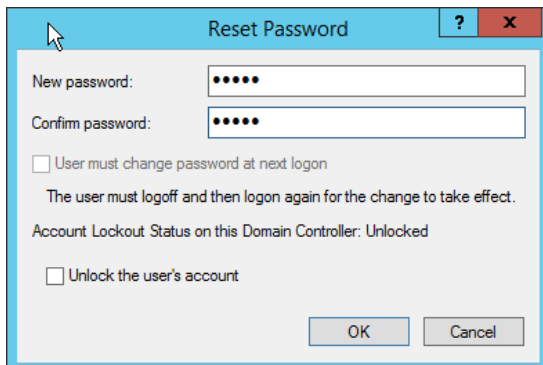 Reset Password
?
x
New password: •••••
Confirm password: •••••
User must change password at next logon
The user must logoff and then logon again for the change to take effect.
Account Lockout Status on this Domain Controller: Unlocked
Unlock the user's account
OK Cancel